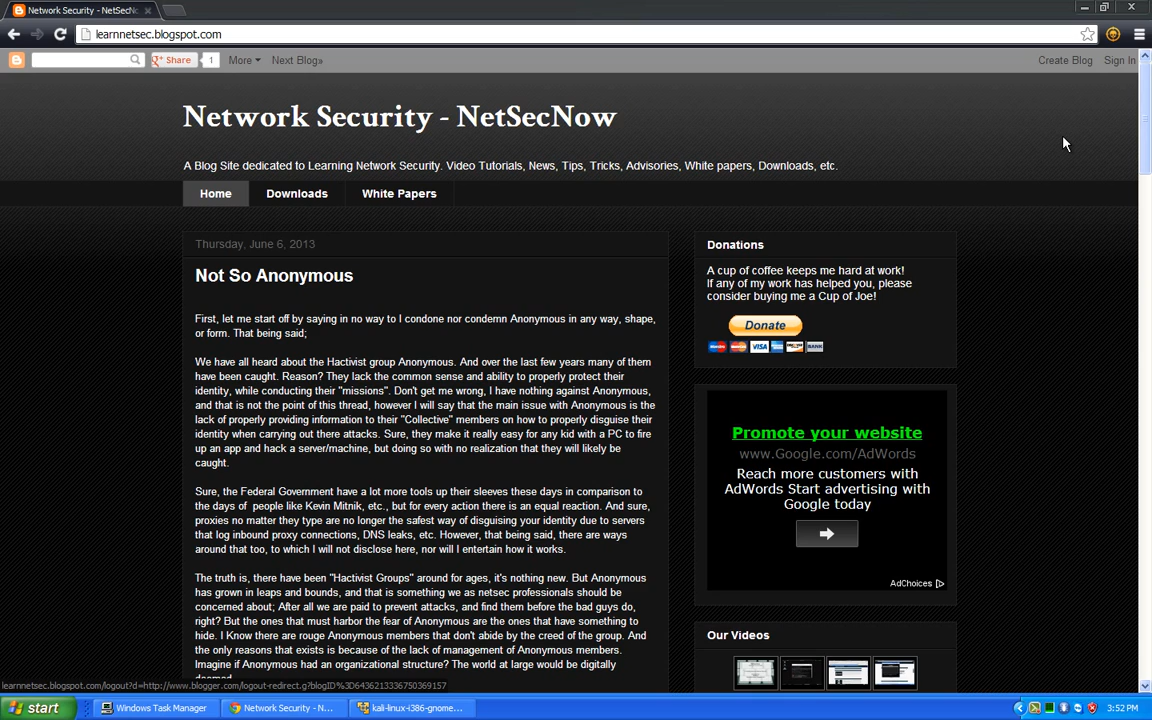 Network Security - NetSecNo
learnnetsec.blogspot.com
Share 1 More Next Blog» Create Blog Sign In
Network Security - NetSecNow
A Blog Site dedicated to Learning Network Security. Video Tutorials, News, Tips, Tricks, Advisories, White papers, Downloads, etc.
Home Downloads White Papers
Thursday, June 6, 2013
Not So Anonymous
First, let me start off by saying in no way to I condone nor condemn Anonymous in any way, shape,
or form. That being said;
We have all heard about the Hactivist group Anonymous. And over the last few years many of them
have been caught. Reason? They lack the common sense and ability to properly protect their
identity, while conducting their "missions". Don't get me wrong, I have nothing against Anonymous,
and that is not the point of this thread, however I will say that the main issue with Anonymous is the
lack of properly providing information to their "Collective" members on how to properly disguise their
identity when carrying out there attacks. Sure, they make it really easy for any kid with a PC to fire
up an app and hack a server/machine, but doing so with no realization that they will likely be
caught.
Sure, the Federal Government have a lot more tools up their sleeves these days in comparison to
the days of people like Kevin Mitnik, etc., but for every action there is an equal reaction. And sure,
proxies no matter they type are no longer the safest way of disguising your identity due to servers
that log inbound proxy connections, DNS leaks, etc. However, that being said, there are ways
around that too, to which I will not disclose here, nor will I entertain how it works.
The truth is, there have been "Hactivist Groups" around for ages, it's nothing new. But Anonymous
has grown in leaps and bounds, and that is something we as netsec professionals should be
concerned about; After all we are paid to prevent attacks, and find them before the bad guys do,
right? But the ones that must harbor the fear of Anonymous are the ones that have something to
hide. I Know there are rouge Anonymous members that don't abide by the creed of the group. And
the only reasons that exists is because of the lack of management of Anonymous members.
Imagine if Anonymous had an organizational structure? The world at large would be digitally
doomed.
Donations
A cup of coffee keeps me hard at work!
If any of my work has helped you, please
consider buying me a Cup of Joe!
Donate
VISA BANK
Promote your website
www.Google.com/AdWords
Reach more customers with
AdWords Start advertising with
Google today
AdChoices
Our Videos
learnnetsec.blogspot.com/logout?d=http://www.blogger.com/logout-redirect.g?blogID%3D6436213336750369157
start Windows Task Manager Network Security - N... kali-linux-i386-gnome... 3:52 PM